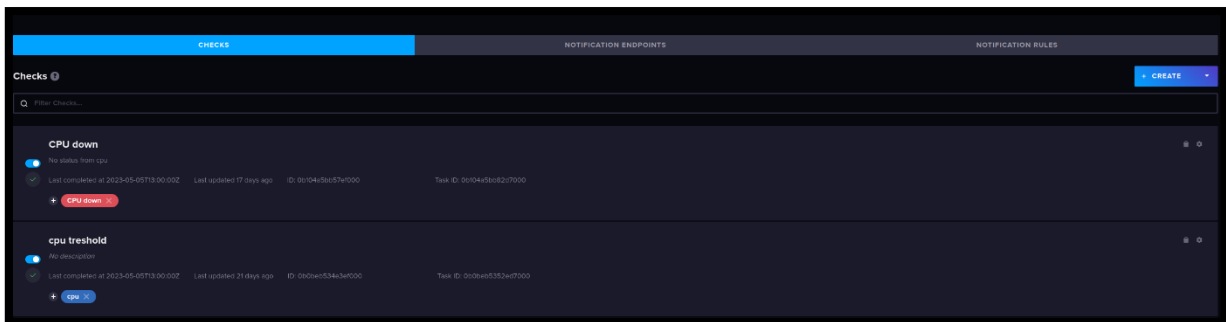 CHECKS NOTIFICATION ENDPOINTS NOTIFICATION RULES
Checks ?
+ CREATE
Filter Checks...
CPU down
No status from cpu
Last completed at 2023-05-05T13:00:00Z Last updated 17 days ago ID: 0bf04a5bb57ef000 Task ID: 0bf04a5bb82d7000
+ CPU down ×
cpu treshold
No description
Last completed at 2023-05-05T13:00:00Z Last updated 21 days ago ID: 0b0beb534e3ef000 Task ID: 0b0beb5352ed7000
+ cpu ×